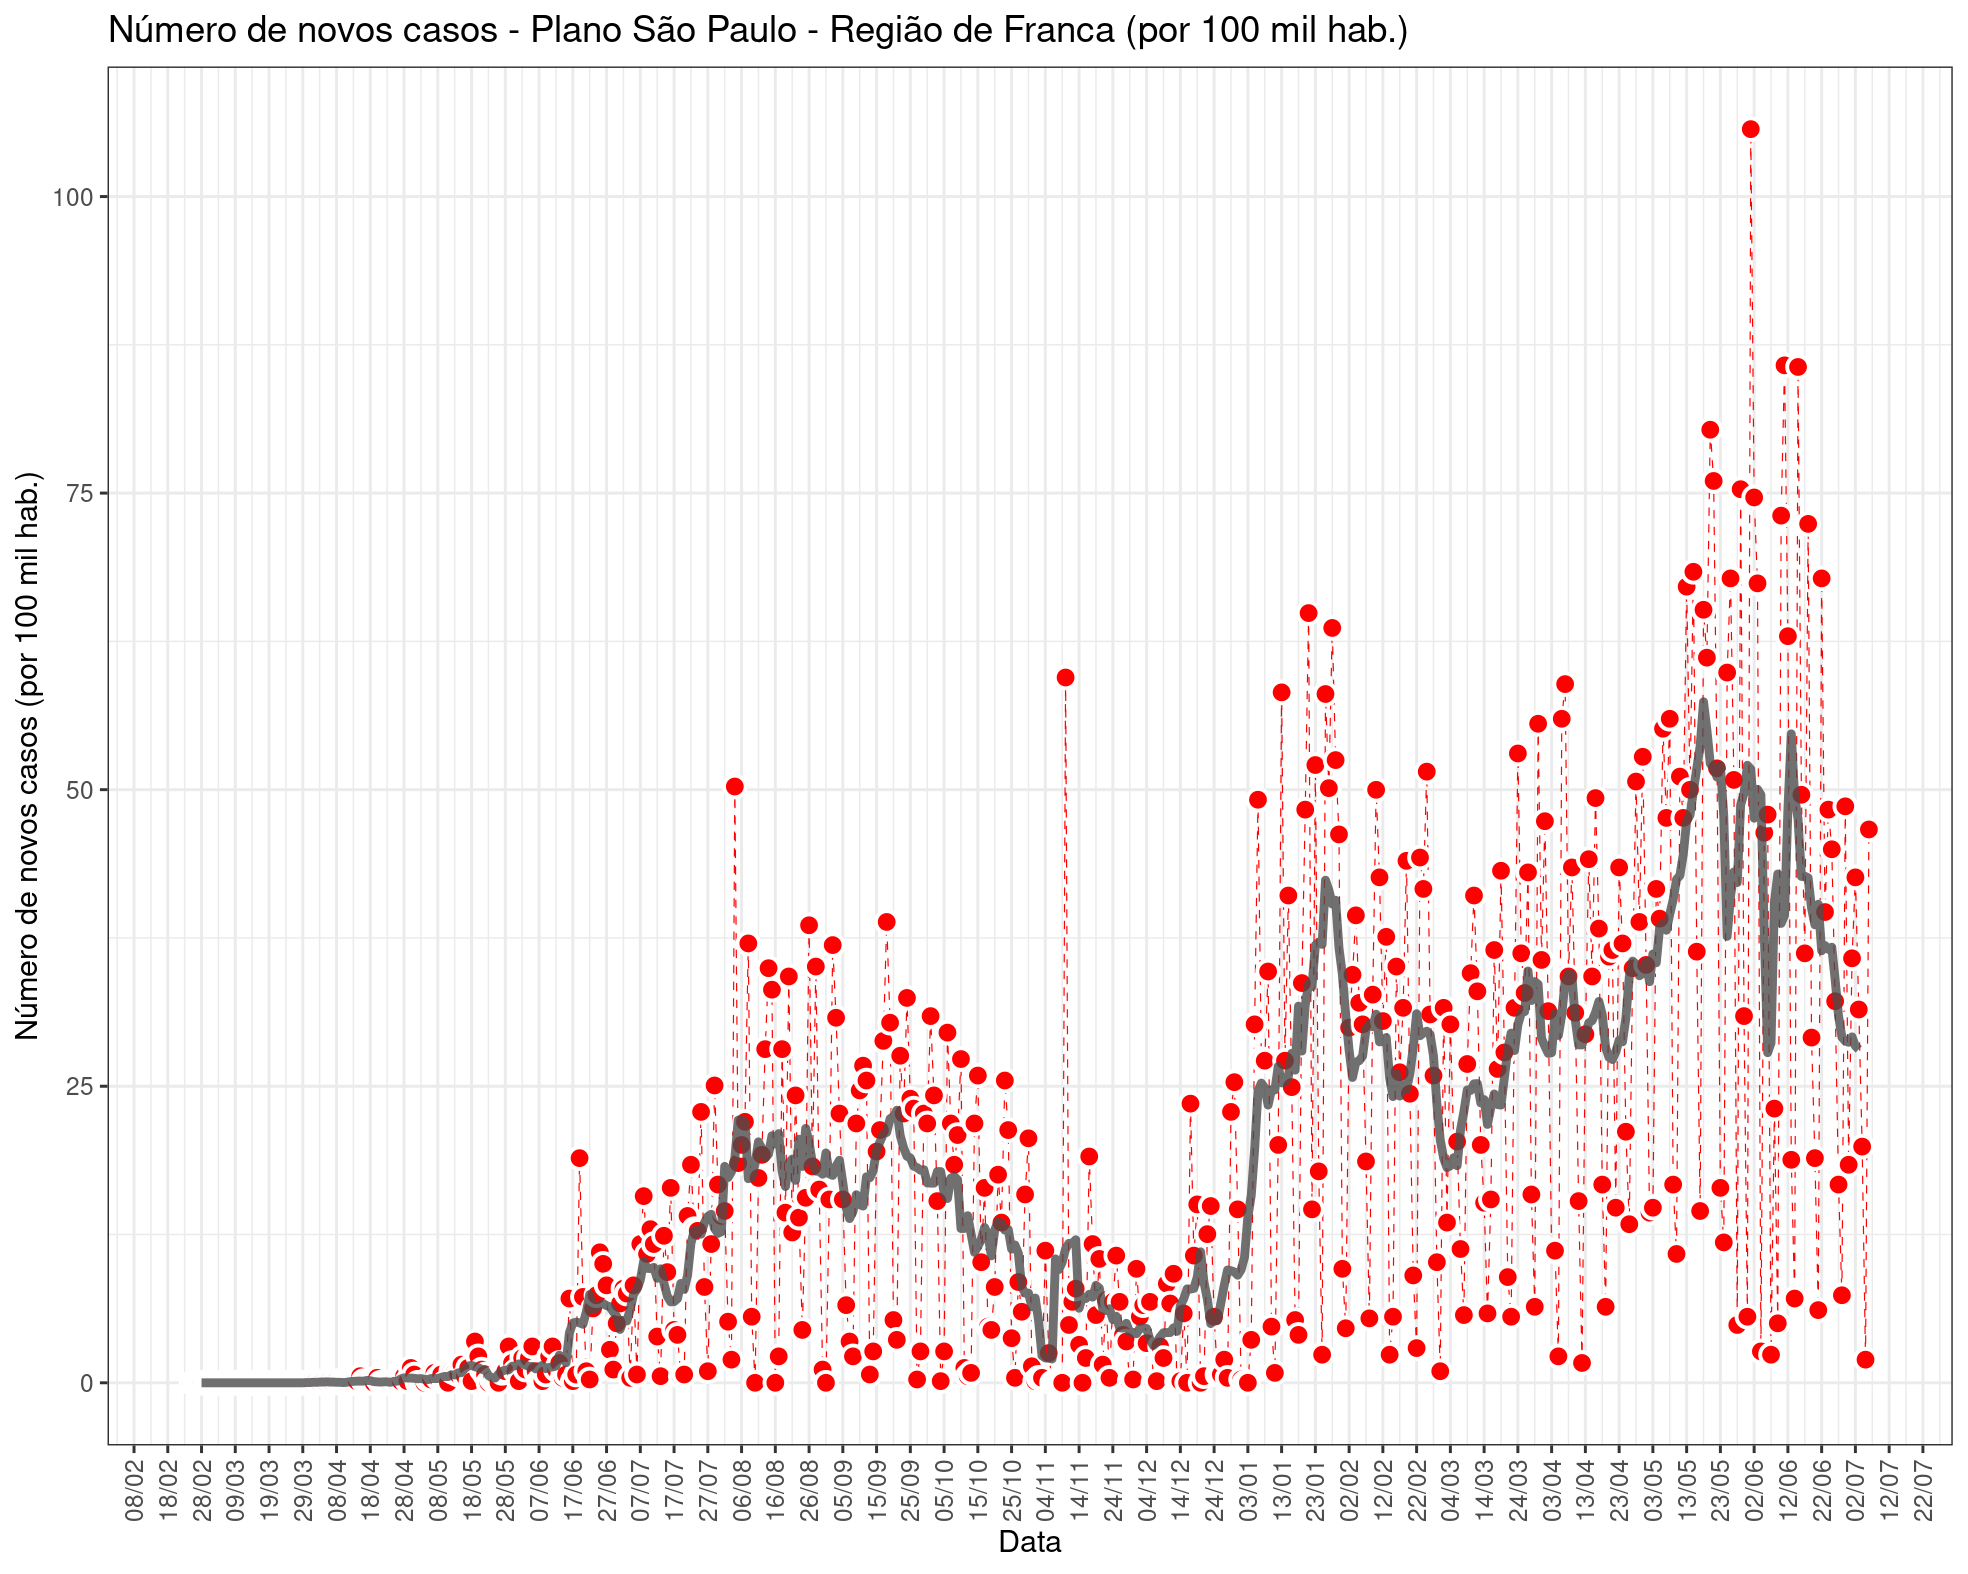 Número de novos casos - Plano São Paulo - Região de Franca (por 100 mil hab.)
Número de novos casos (por 100 mil hab.)
100
75
50
25
0
08/02 18/02 28/02 09/03 19/03 29/03 08/04 18/04 28/04 08/05 18/05 28/05 07/06 17/06 27/06 07/07 17/07 27/07 06/08 16/08 26/08 05/09 15/09 25/09 05/10 15/10 25/10 04/11 14/11 24/11 04/12 14/12 24/12 03/01 13/01 23/01 02/02 12/02 22/02 04/03 14/03 24/03 03/04 13/04 23/04 03/05 13/05 23/05 02/06 12/06 22/06 02/07 12/07 22/07
Data